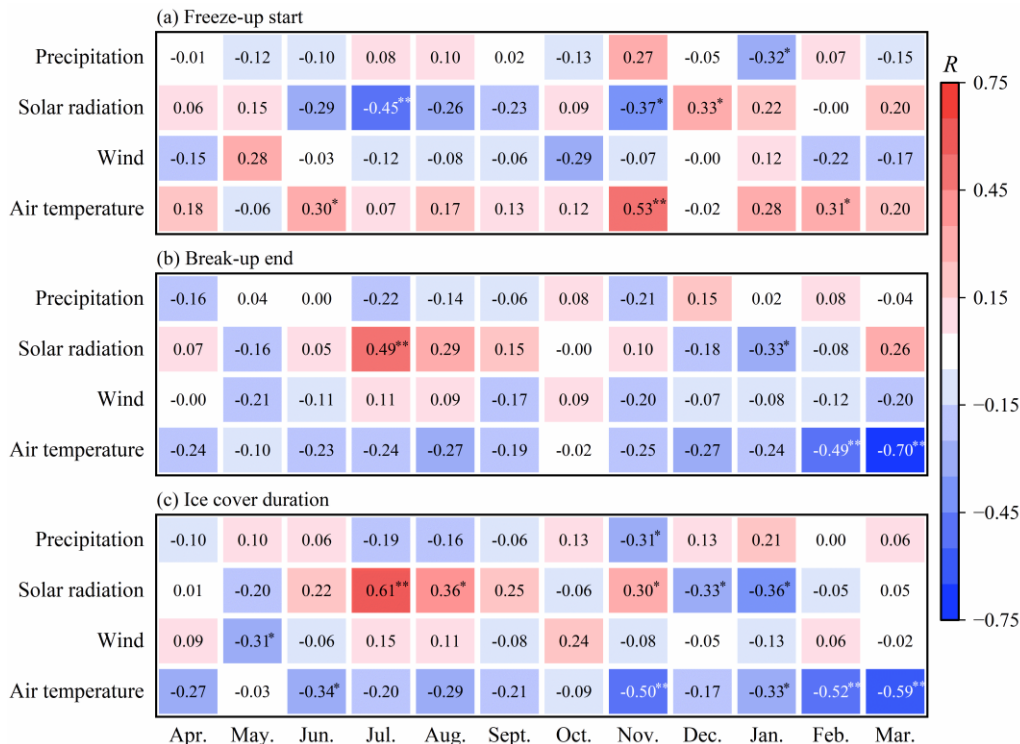 (a) Freeze-up start
Precipitation -0.01 -0.12 -0.10 0.08 0.10 0.02 -0.13 0.27 -0.05 -0.32* 0.07 -0.15
Solar radiation 0.06 0.15 -0.29 -0.45** -0.26 -0.23 0.09 -0.37* 0.33* 0.22 -0.00 0.20
Wind -0.15 0.28 -0.03 -0.12 -0.08 -0.06 -0.29 -0.07 -0.00 0.12 -0.22 -0.17
Air temperature 0.18 -0.06 0.30* 0.07 0.17 0.13 0.12 0.53** -0.02 0.28 0.31* 0.20
(b) Break-up end
Precipitation -0.16 0.04 0.00 -0.22 -0.14 -0.06 0.08 -0.21 0.15 0.02 0.08 -0.04
Solar radiation 0.07 -0.16 0.05 0.49** 0.29 0.15 -0.00 0.10 -0.18 -0.33* -0.08 0.26
Wind -0.00 -0.21 -0.11 0.11 0.09 -0.17 0.09 -0.20 -0.07 -0.08 -0.12 -0.20
Air temperature -0.24 -0.10 -0.23 -0.24 -0.27 -0.19 -0.02 -0.25 -0.27 -0.24 -0.49** -0.70**
(c) Ice cover duration
Precipitation -0.10 0.10 0.06 -0.19 -0.16 -0.06 0.13 -0.31* 0.13 0.21 0.00 0.06
Solar radiation 0.01 -0.20 0.22 0.61** 0.36* 0.25 -0.06 0.30* -0.33* -0.36* -0.05 0.05
Wind 0.09 -0.31* -0.06 0.15 0.11 -0.08 0.24 -0.08 -0.05 -0.13 0.06 -0.02
Air temperature -0.27 -0.03 -0.34* -0.20 -0.29 -0.21 -0.09 -0.50** -0.17 -0.33* -0.52** -0.59**
Apr. May. Jun. Jul. Aug. Sept. Oct. Nov. Dec. Jan. Feb. Mar.
R
0.75
0.45
0.15
−0.15
−0.45
−0.75